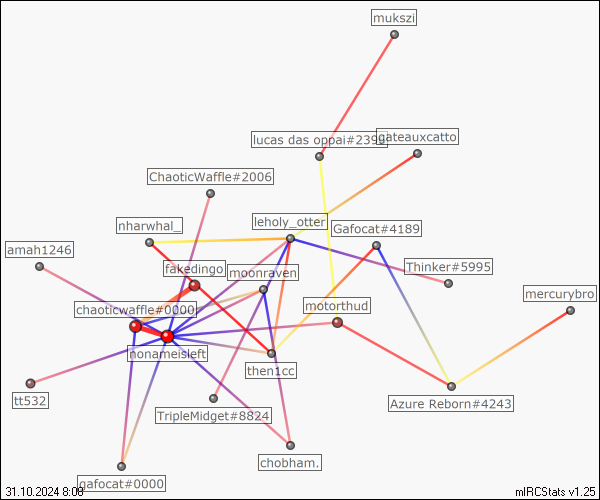 mukszi
lucas das oppai#239
gateauxcatto
ChaoticWaffle#2006
nharwhal_
leholy_otter
Gafocat#4189
amah1246
fakedingo
moonraven
Thinker#5995
mercurybro
chaoticwaffle#0000
motorthud
nonameisleft
then1cc
tt532
TripleMidget#8824
Azure Reborn#4243
chobham.
gafocat#0000
31.10.2024 8:00
mIRCStats v1.25